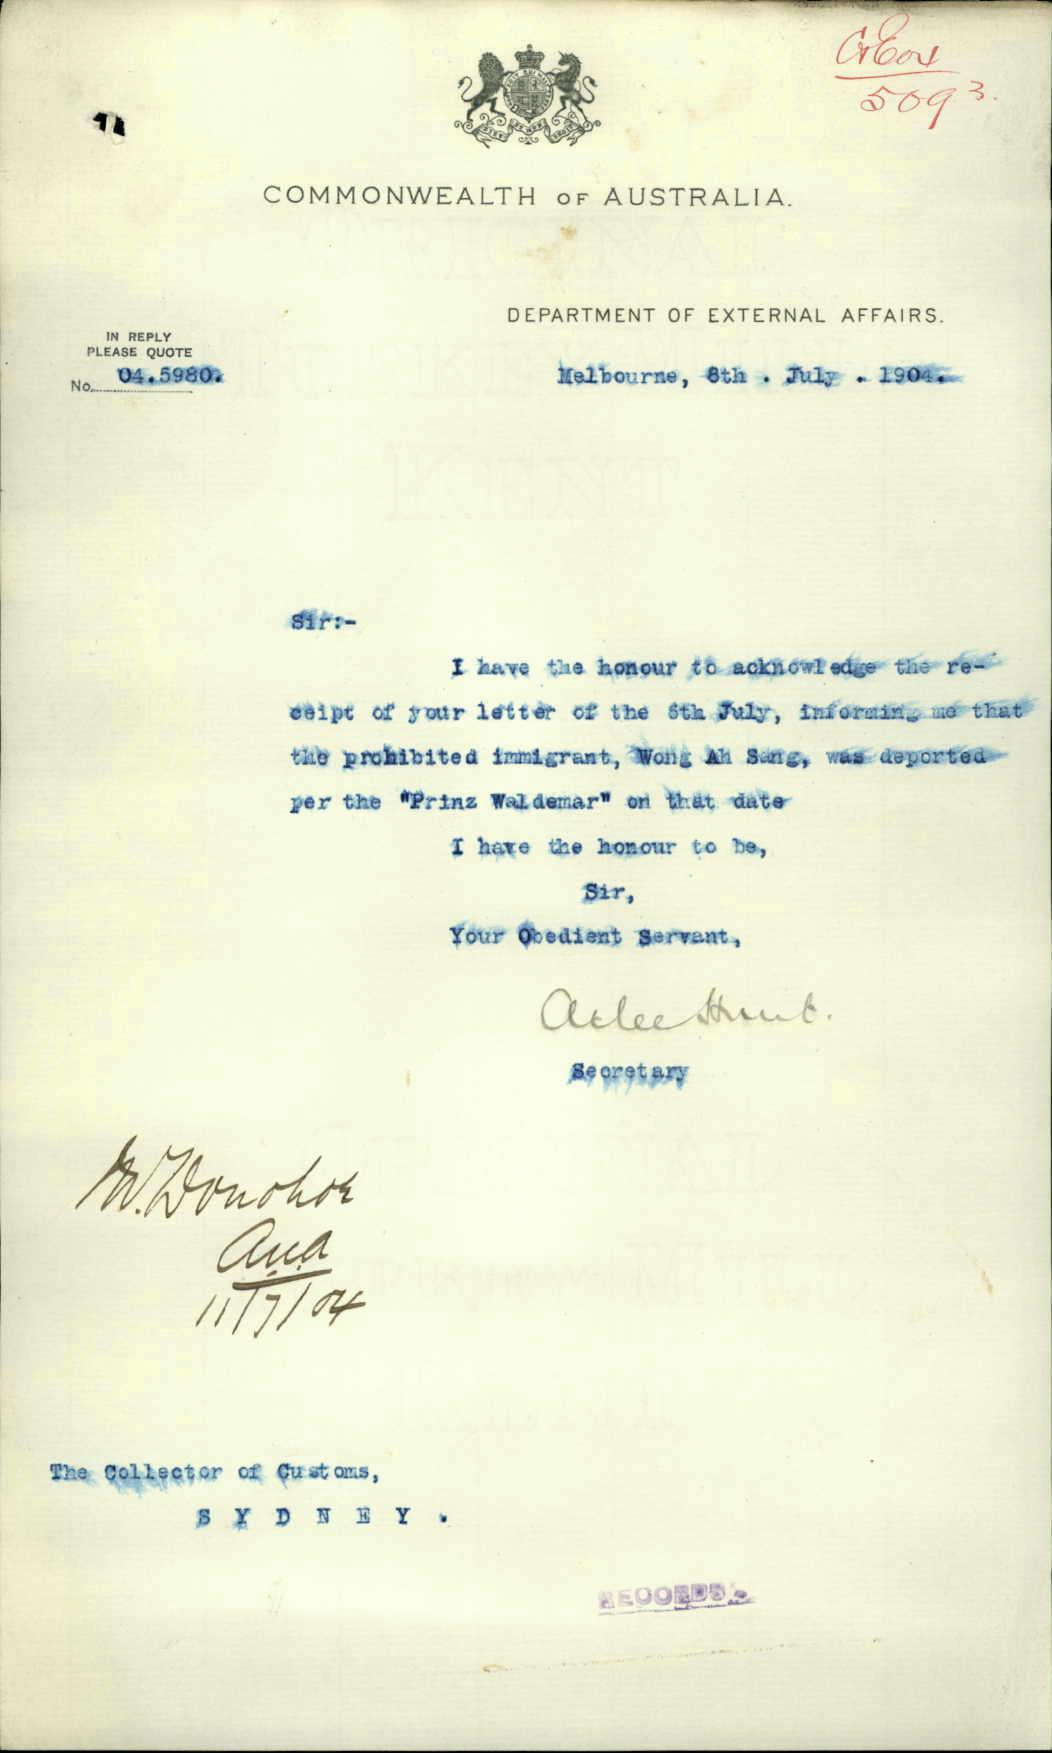 5093.
COMMONWEALTH OF AUSTRALIA.
DEPARTMENT OF EXTERNAL AFFAIRS.
IN REPLY
PLEASE QUOTE
No. 04.5980.
Melbourne, 8th . July . 1904.
Sir:-
I have the honour to acknowledge the re-
ceipt of your letter of the 6th July, informing me that
the prohibited immigrant, Wong Ah Sang, was deported
per the "Prinz Waldemar" on that date
I have the honour to be,
Sir,
Your Obedient Servant,
Atlee Hunt.
Secretary
W. Donohoe
11/7/04
The Collector of Customs,
S Y D N E Y .
RECORDS.